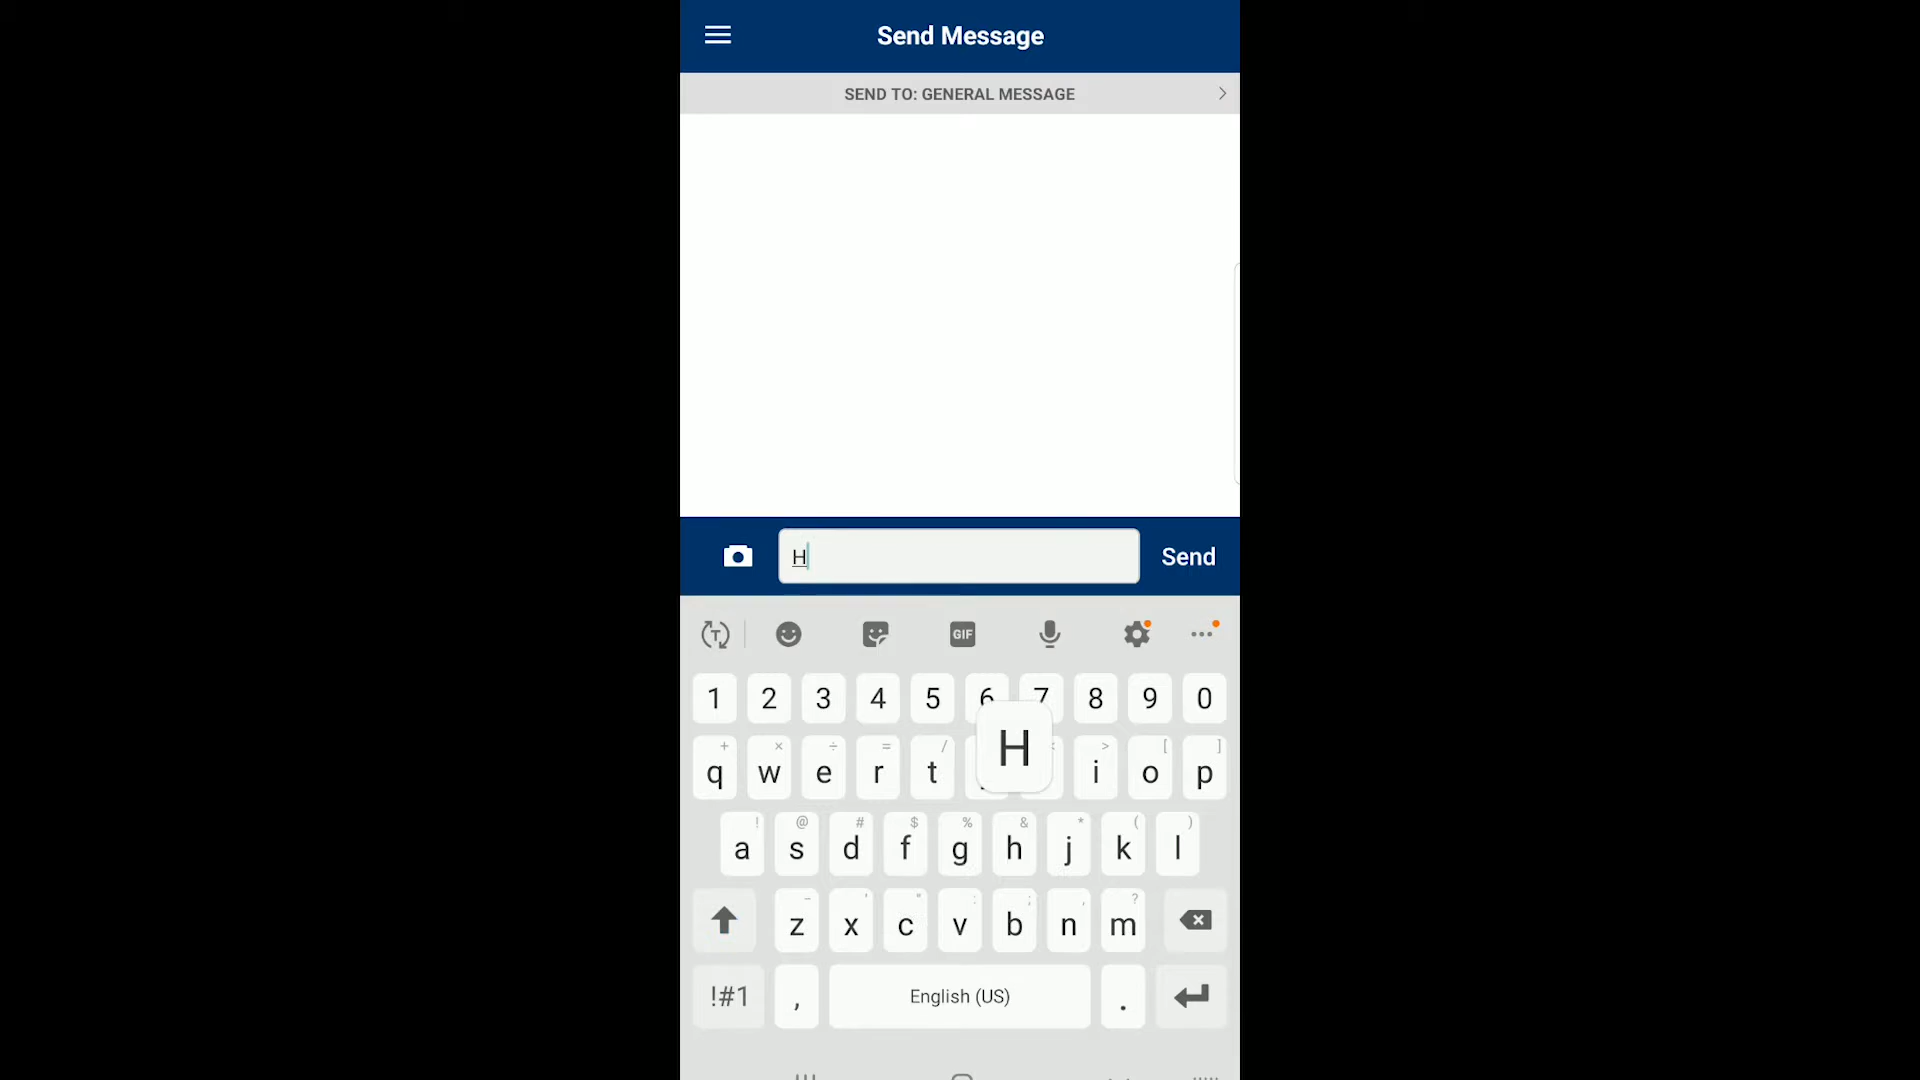 Send Message
SEND TO: GENERAL MESSAGE
H
Send
GIF
1 2 3 4 5 6 7 8 9 0
+ × ÷ = / < > [ ]
q w e r t H i o p
! @ # $ % & * ( )
a s d f g h j k l
- ' " : ; , ?
z x c v b n m
!#1 , English (US) .